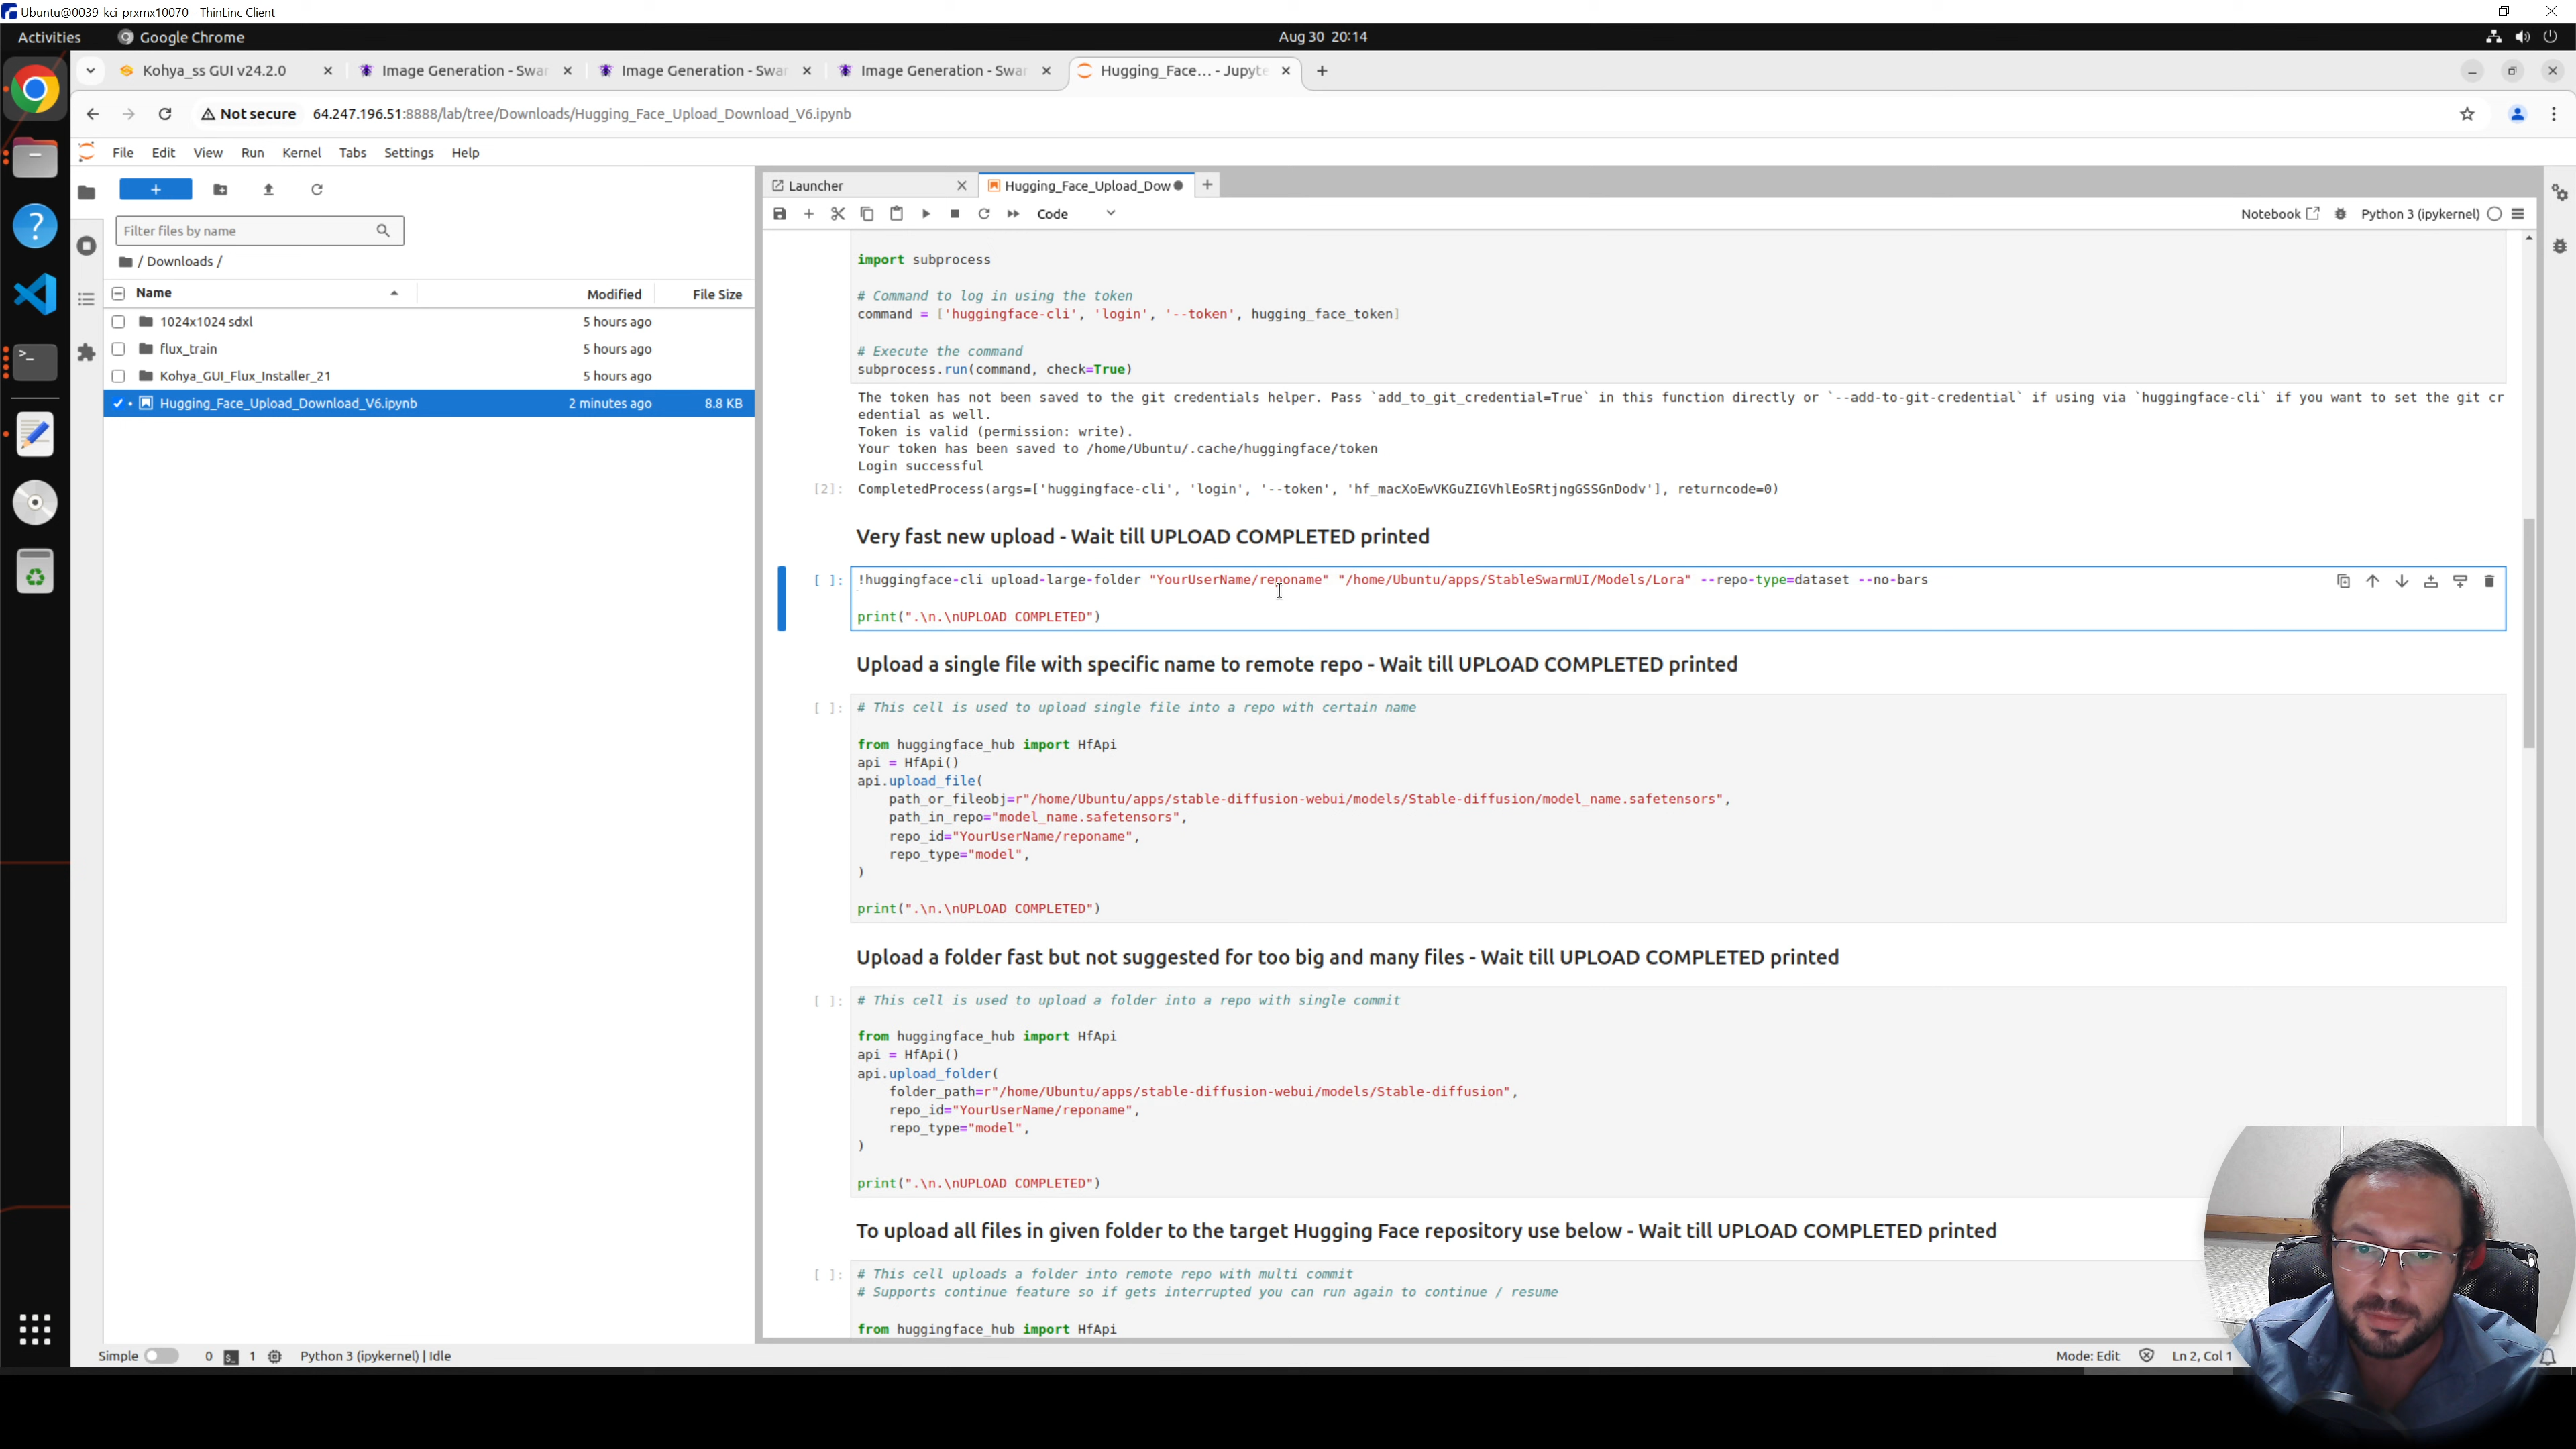 Ubuntu@0039-kci-prxmx10070 - ThinLinc Client
Activities
Google Chrome
Aug 30 20:14
Kohya_ss GUI v24.2.0
Image Generation - Swar
Image Generation - Swar
Image Generation - Swar
Hugging_Face... - Jupyte
Not secure
64.247.196.51:8888/lab/tree/Downloads/Hugging_Face_Upload_Download_V6.ipynb
File Edit View Run Kernel Tabs Settings Help
Filter files by name
/ Downloads /
Name Modified File Size
1024x1024 sdxl 5 hours ago
flux_train 5 hours ago
Kohya_GUI_Flux_Installer_21 5 hours ago
Hugging_Face_Upload_Download_V6.ipynb 2 minutes ago 8.8 KB
Launcher
Hugging_Face_Upload_Dow
Code
Notebook
Python 3 (ipykernel)
import subprocess
# Command to log in using the token
command = ['huggingface-cli', 'login', '--token', hugging_face_token]
# Execute the command
subprocess.run(command, check=True)
The token has not been saved to the git credentials helper. Pass `add_to_git_credential=True` in this function directly or `--add-to-git-credential` if using via `huggingface-cli` if you want to set the git cr
edential as well.
Token is valid (permission: write).
Your token has been saved to /home/Ubuntu/.cache/huggingface/token
Login successful
[2]: CompletedProcess(args=['huggingface-cli', 'login', '--token', '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'], returncode=0)
Very fast new upload - Wait till UPLOAD COMPLETED printed
[ ]: !huggingface-cli upload-large-folder "YourUserName/reponame" "/home/Ubuntu/apps/StableSwarmUI/Models/Lora" --repo-type=dataset --no-bars
print(".\n.\nUPLOAD COMPLETED")
Upload a single file with specific name to remote repo - Wait till UPLOAD COMPLETED printed
[ ]: # This cell is used to upload single file into a repo with certain name
from huggingface_hub import HfApi
api = HfApi()
api.upload_file(
path_or_fileobj=r"/home/Ubuntu/apps/stable-diffusion-webui/models/Stable-diffusion/model_name.safetensors",
path_in_repo="model_name.safetensors",
repo_id="YourUserName/reponame",
repo_type="model",
)
print(".\n.\nUPLOAD COMPLETED")
Upload a folder fast but not suggested for too big and many files - Wait till UPLOAD COMPLETED printed
[ ]: # This cell is used to upload a folder into a repo with single commit
from huggingface_hub import HfApi
api = HfApi()
api.upload_folder(
folder_path=r"/home/Ubuntu/apps/stable-diffusion-webui/models/Stable-diffusion",
repo_id="YourUserName/reponame",
repo_type="model",
)
print(".\n.\nUPLOAD COMPLETED")
To upload all files in given folder to the target Hugging Face repository use below - Wait till UPLOAD COMPLETED printed
[ ]: # This cell uploads a folder into remote repo with multi commit
# Supports continue feature so if gets interrupted you can run again to continue / resume
from huggingface_hub import HfApi
Simple 0 1 Python 3 (ipykernel) | Idle
Mode: Edit Ln 2, Col 1